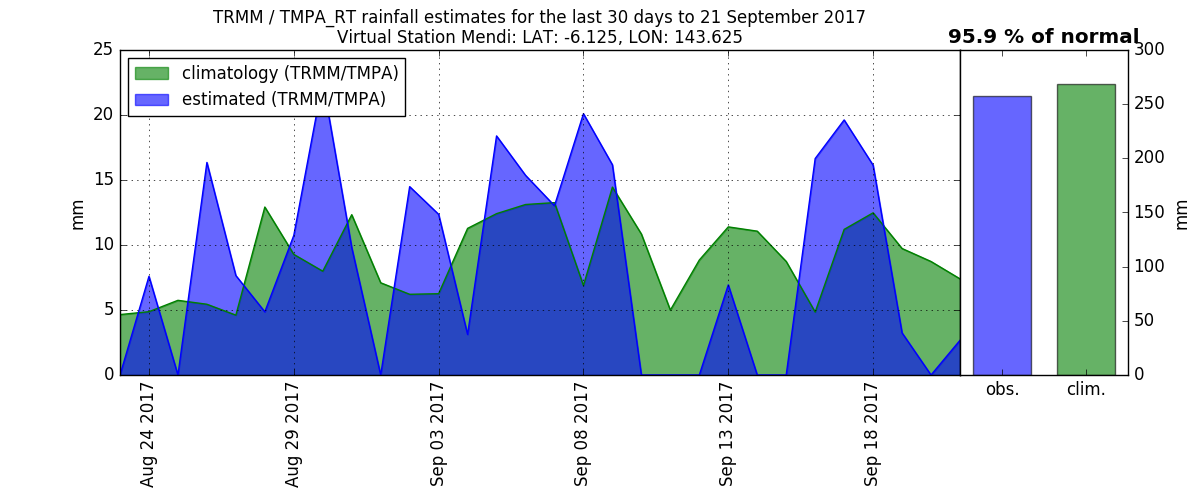 TRMM / TMPA_RT rainfall estimates for the last 30 days to 21 September 2017
Virtual Station Mendi: LAT: -6.125, LON: 143.625
95.9 % of normal
climatology (TRMM/TMPA)
estimated (TRMM/TMPA)
mm
25
20
15
10
5
0
Aug 24 2017
Aug 29 2017
Sep 03 2017
Sep 08 2017
Sep 13 2017
Sep 18 2017
300
250
200
150
100
50
0
mm
obs.
clim.